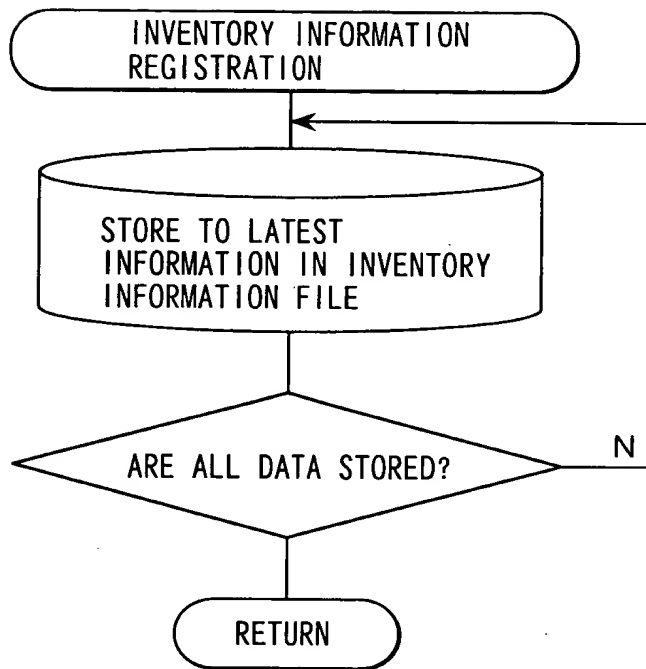 INVENTORY INFORMATION
REGISTRATION
STORE TO LATEST
INFORMATION IN INVENTORY
INFORMATION FILE
ARE ALL DATA STORED?
N
RETURN